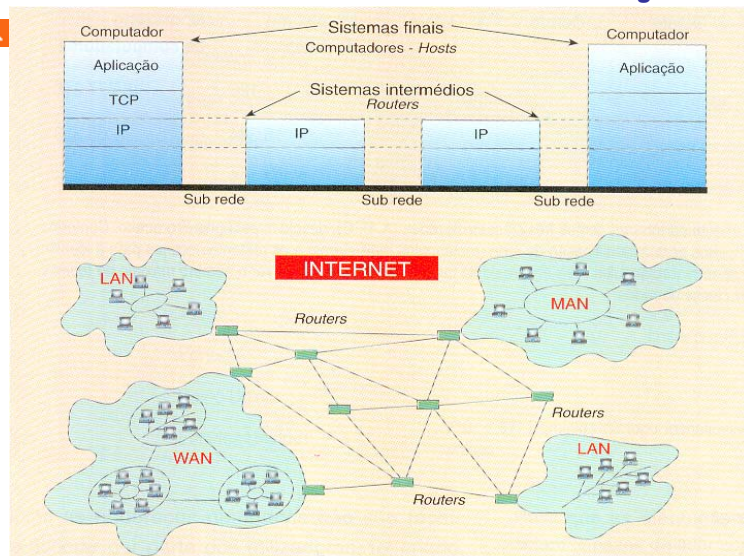 Sistemas finais
Computadores - Hosts
Computador
Computador
Aplicação
Aplicação
TCP
IP
Sistemas intermédios
Routers
IP
IP
Sub rede
Sub rede
Sub rede
INTERNET
LAN
MAN
Routers
Routers
WAN
LAN
Routers